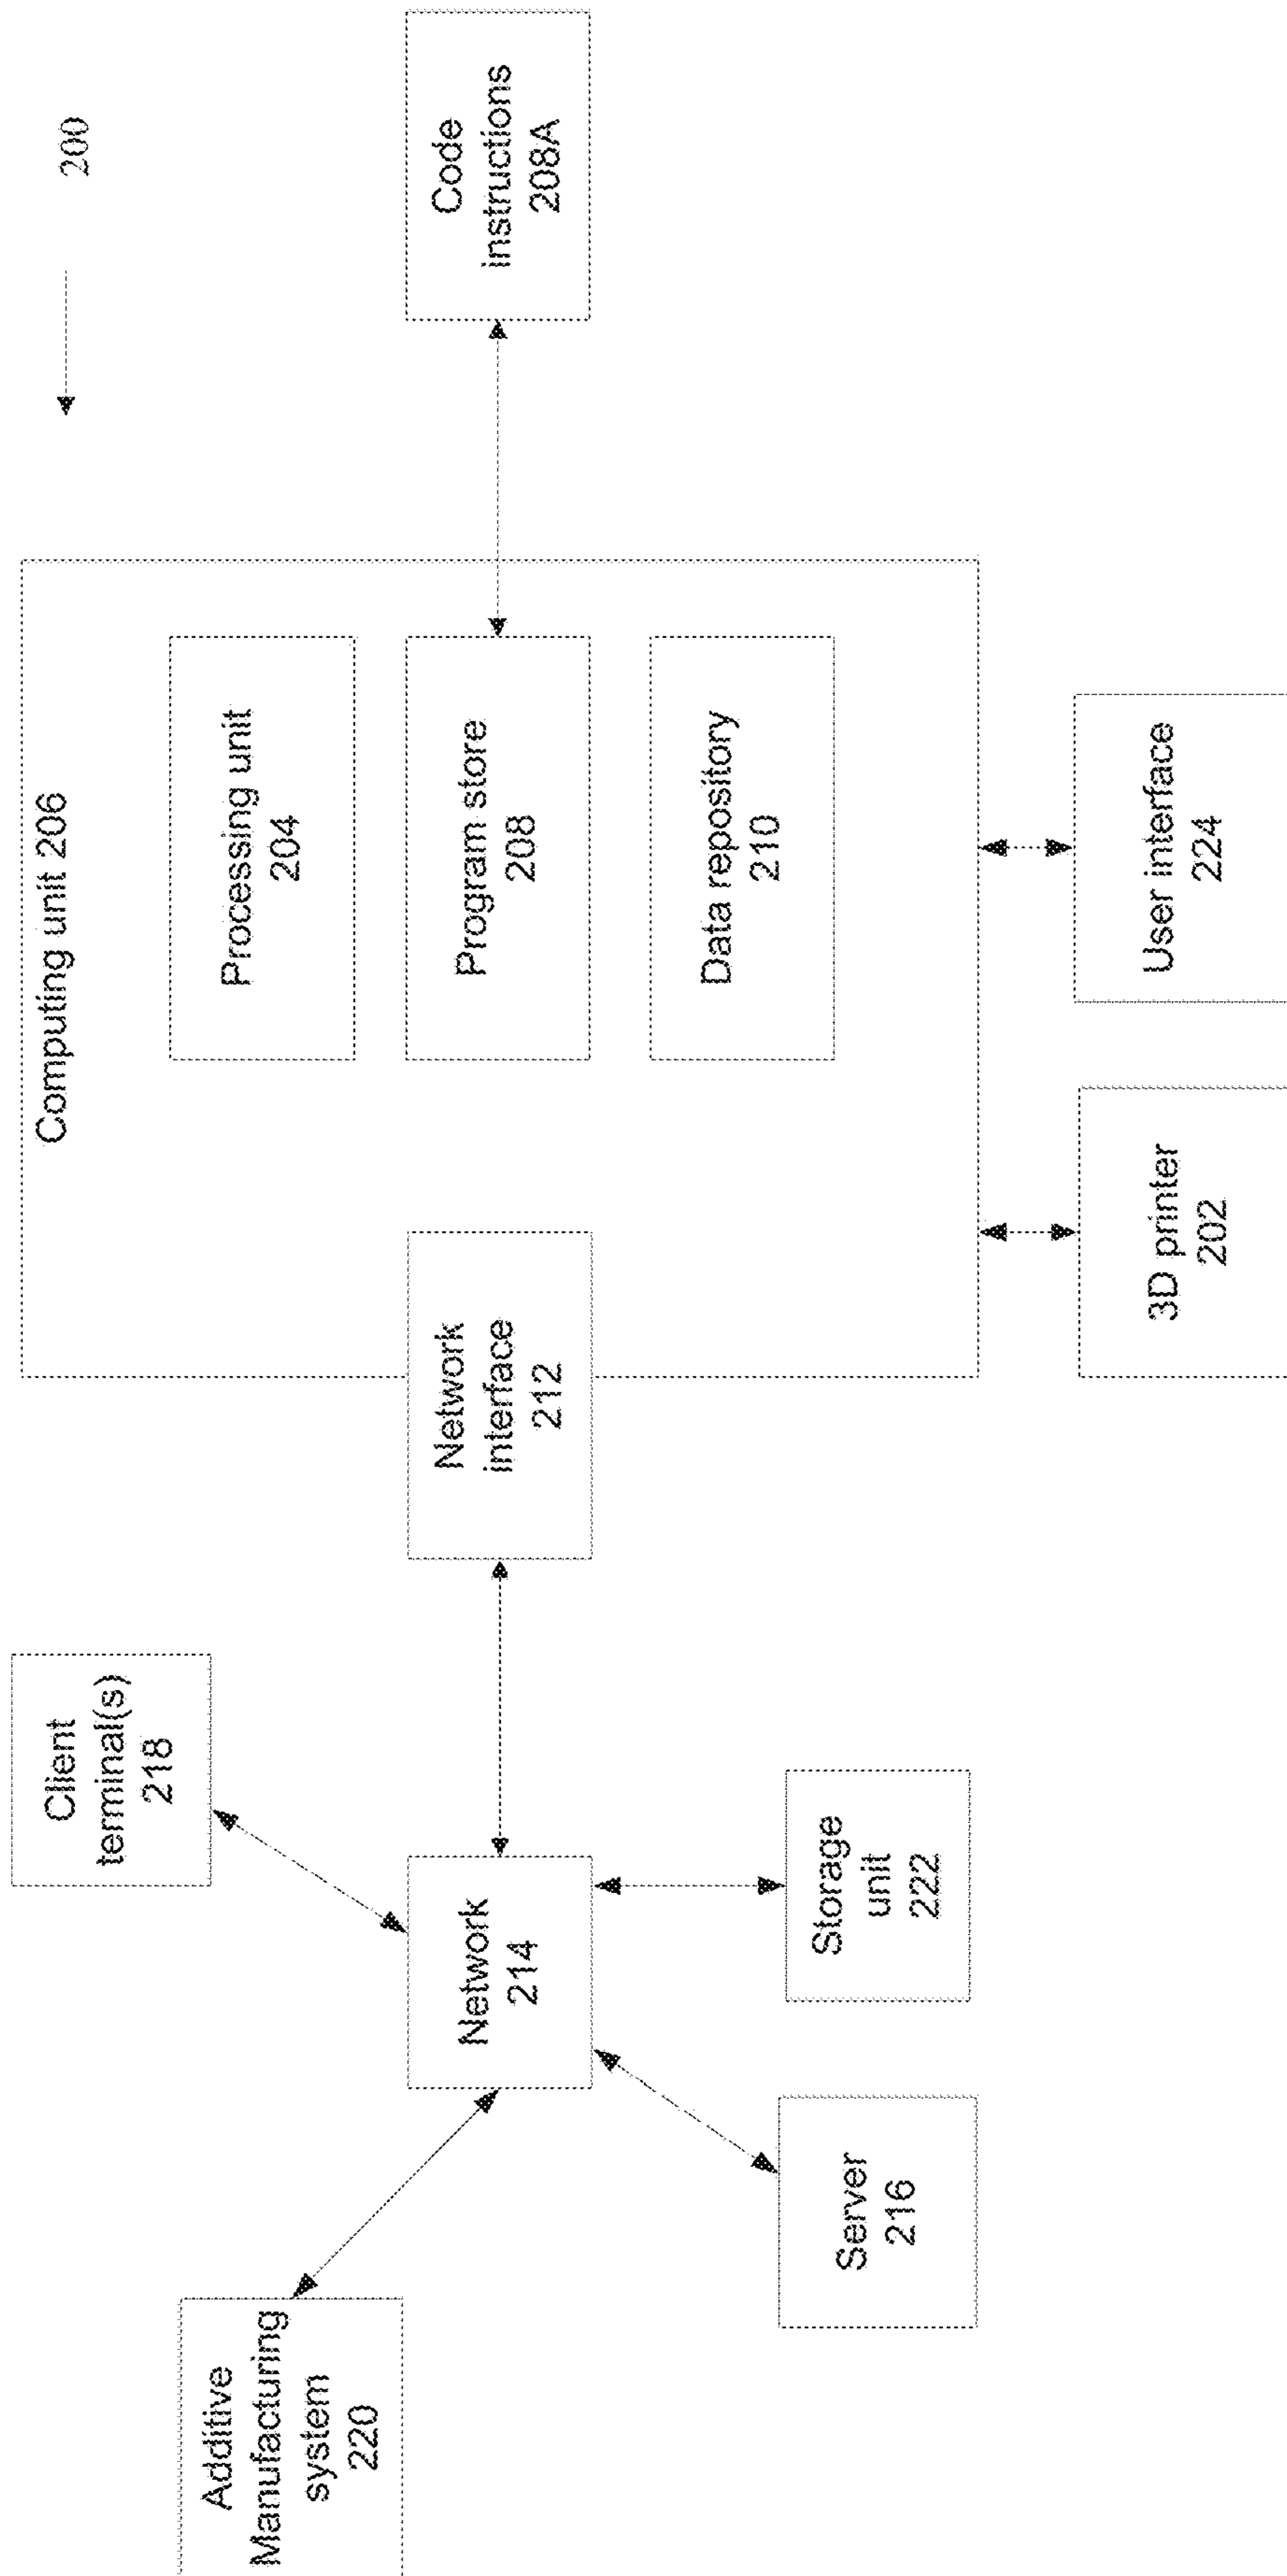 200
Client
terminal(s)
218
Computing unit 206
Additive
Manufacturing
system
220
Processing unit
204
Network
214
Network
interface
212
Program store
208
Code
instructions
208A
Data repository
210
Server
216
Storage
unit
222
3D printer
202
User interface
224